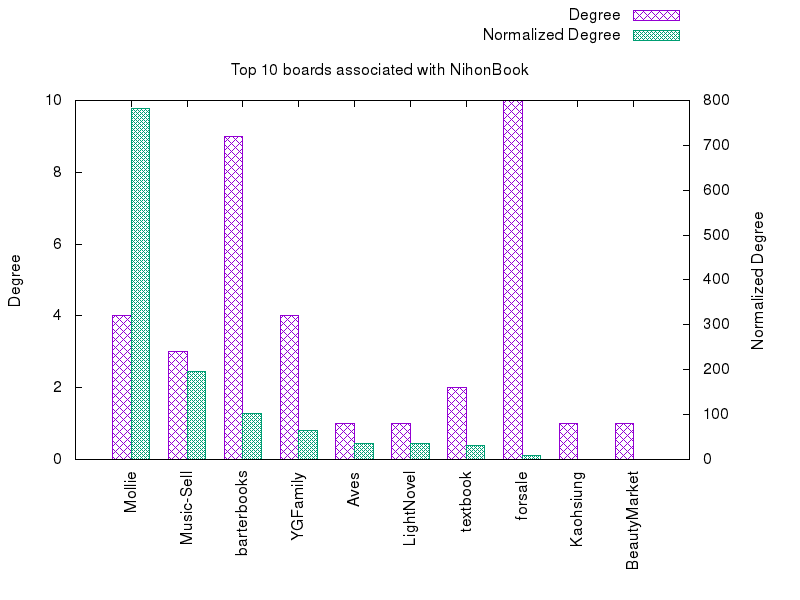 Degree
Normalized Degree
Top 10 boards associated with NihonBook
10
8
6
4
2
0
800
700
600
500
400
300
200
100
0
Degree
Normalized Degree
Mollie
Music-Sell
barterbooks
YGFamily
Aves
LightNovel
textbook
forsale
Kaohsiung
BeautyMarket